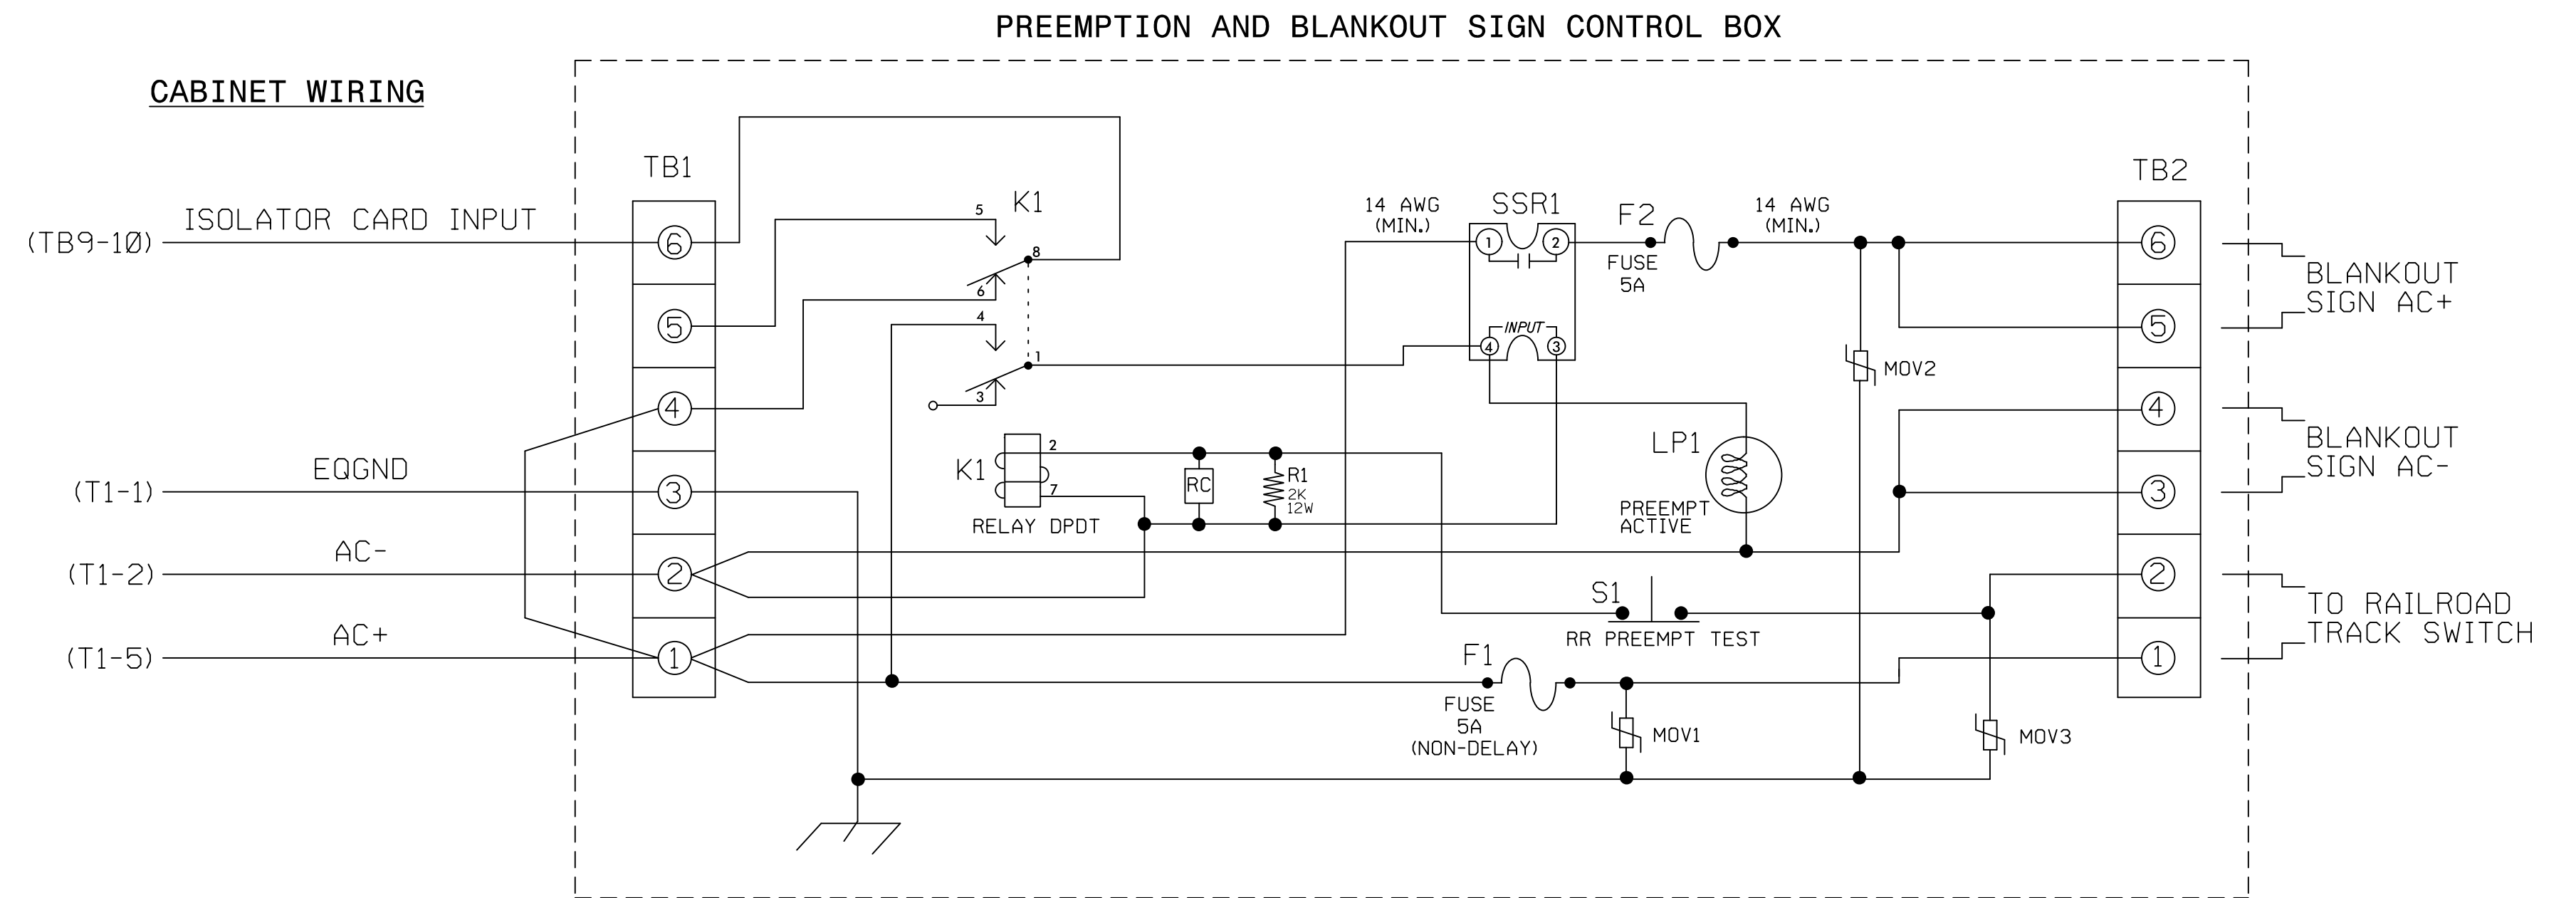 PREEMPTION AND BLANKOUT SIGN CONTROL BOX
CABINET WIRING
TB1
TB2
(TB9-10)
ISOLATOR CARD INPUT
(T1-1)
EQGND
(T1-2)
AC-
(T1-5)
AC+
6
5
4
3
2
1
5
K1
8
6
4
1
3
K1
2
7
RELAY DPDT
RC
R1
2K
12W
14 AWG
(MIN.)
SSR1
1
2
INPUT
4
3
F2
FUSE
5A
14 AWG
(MIN.)
MOV2
LP1
PREEMPT
ACTIVE
S1
RR PREEMPT TEST
F1
FUSE
5A
(NON-DELAY)
MOV1
MOV3
6
5
4
3
2
1
BLANKOUT
SIGN AC+
BLANKOUT
SIGN AC-
TO RAILROAD
TRACK SWITCH